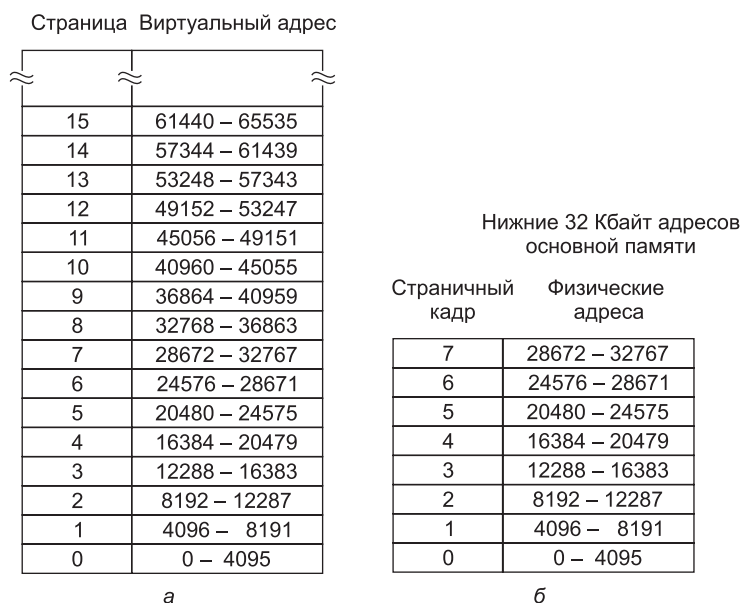 Страница Виртуальный адрес
15 61440 – 65535
14 57344 – 61439
13 53248 – 57343
12 49152 – 53247
11 45056 – 49151
10 40960 – 45055
9 36864 – 40959
8 32768 – 36863
7 28672 – 32767
6 24576 – 28671
5 20480 – 24575
4 16384 – 20479
3 12288 – 16383
2 8192 – 12287
1 4096 – 8191
0 0 – 4095
а
Нижние 32 Кбайт адресов
основной памяти
Страничный Физические
кадр адреса
7 28672 – 32767
6 24576 – 28671
5 20480 – 24575
4 16384 – 20479
3 12288 – 16383
2 8192 – 12287
1 4096 – 8191
0 0 – 4095
б